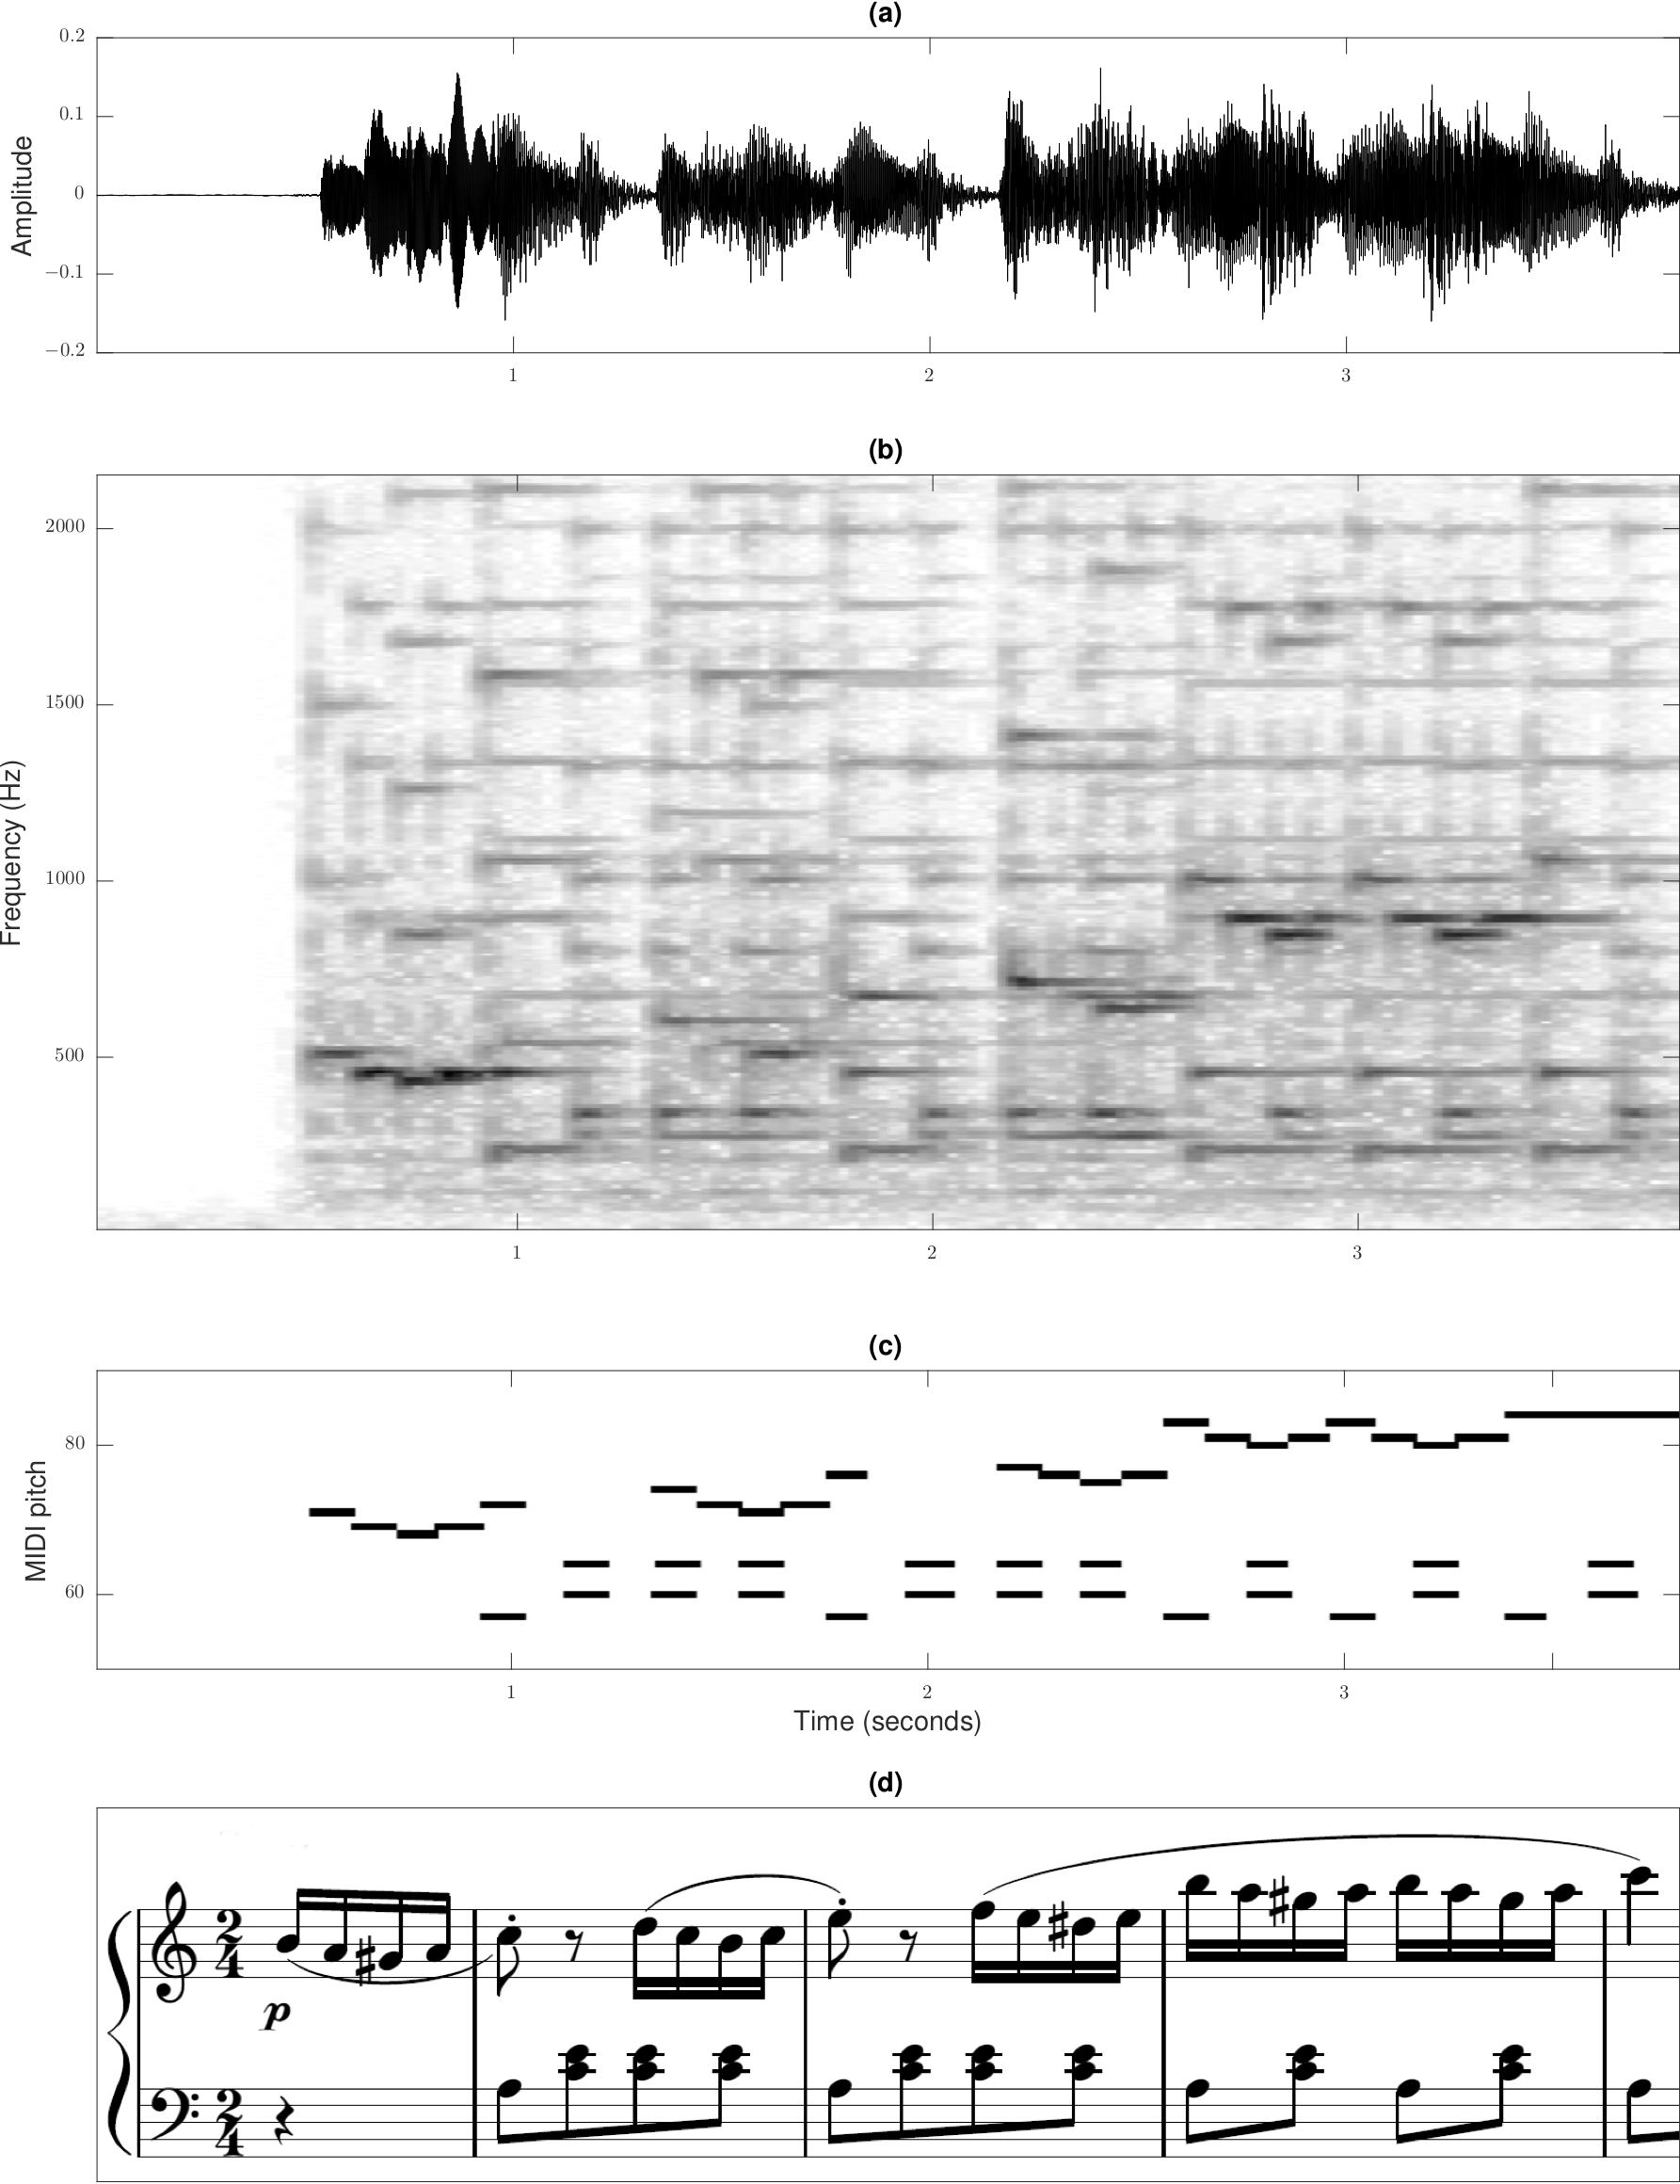 (a)
0.2
0.1
0
−0.1
−0.2
Amplitude
1 2 3
(b)
2000
1500
1000
500
Frequency (Hz)
1 2 3
(c)
80
60
MIDI pitch
1 2 3
Time (seconds)
(d)
2
4
p
2
4